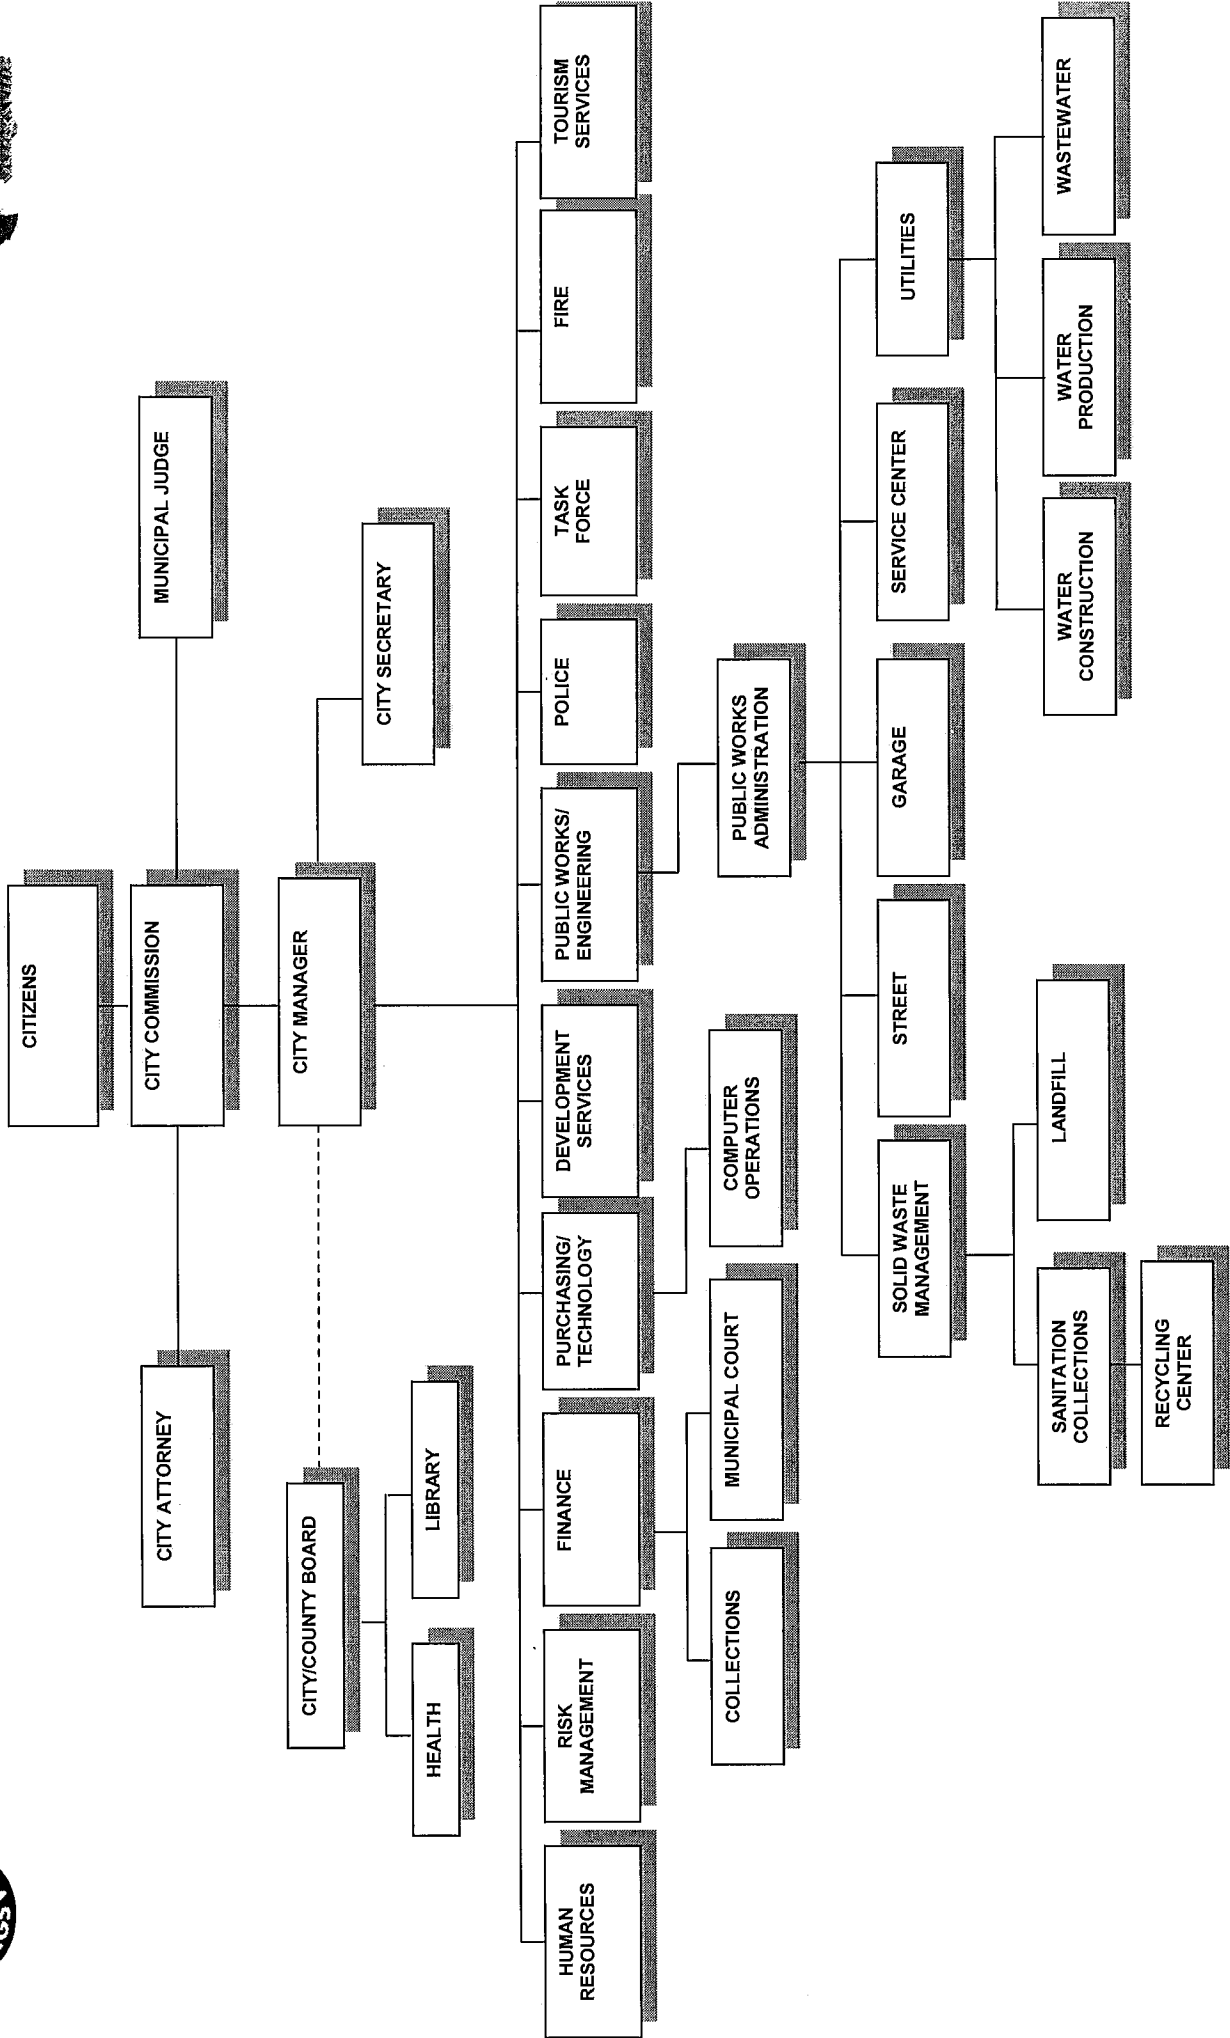 CITIZENS
CITY ATTORNEY
CITY COMMISSION
MUNICIPAL JUDGE
CITY/COUNTY BOARD
CITY MANAGER
CITY SECRETARY
HEALTH
LIBRARY
HUMAN
RESOURCES
RISK
MANAGEMENT
FINANCE
PURCHASING/
TECHNOLOGY
DEVELOPMENT
SERVICES
PUBLIC WORKS/
ENGINEERING
POLICE
TASK
FORCE
FIRE
TOURISM
SERVICES
COLLECTIONS
MUNICIPAL COURT
COMPUTER
OPERATIONS
PUBLIC WORKS
ADMINISTRATION
SOLID WASTE
MANAGEMENT
STREET
GARAGE
SERVICE CENTER
UTILITIES
SANITATION
COLLECTIONS
LANDFILL
WATER
CONSTRUCTION
WATER
PRODUCTION
WASTEWATER
RECYCLING
CENTER